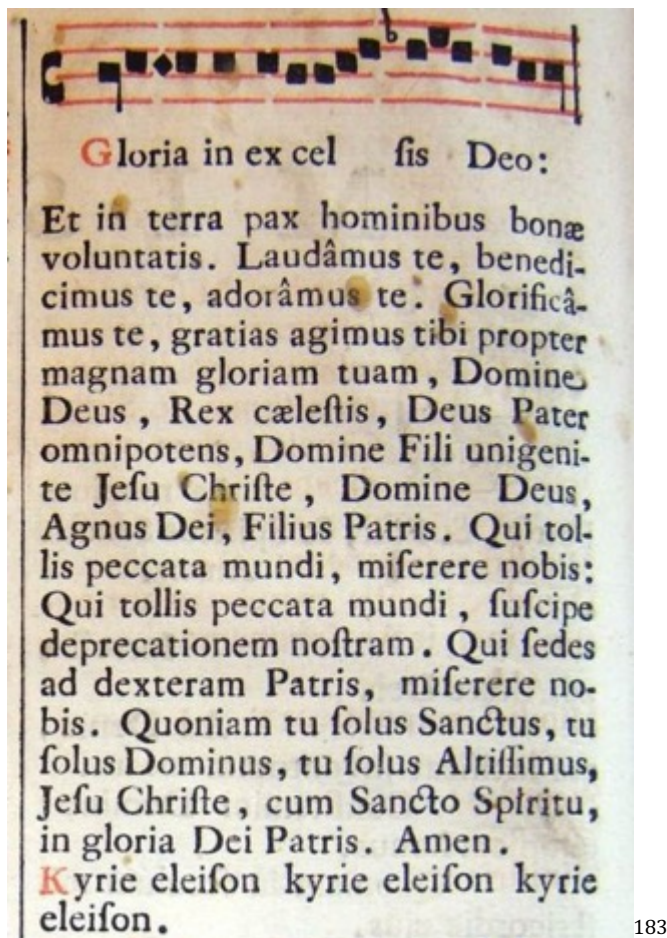 Gloria in ex cel ſis Deo:
Et in terra pax hominibus bonæ
voluntatis. Laudâmus te, benedi-
cimus te, adorâmus te. Glorificâ-
mus te, gratias agimus tibi propter
magnam gloriam tuam, Domine
Deus, Rex cæleſtis, Deus Pater
omnipotens, Domine Fili unigeni-
te Jeſu Chriſte, Domine Deus,
Agnus Dei, Filius Patris. Qui tol-
lis peccata mundi, miſerere nobis:
Qui tollis peccata mundi, ſuſcipe
deprecationem noſtram. Qui ſedes
ad dexteram Patris, miſerere no-
bis. Quoniam tu ſolus Sanctus, tu
ſolus Dominus, tu ſolus Altiſſimus,
Jeſu Chriſte, cum Sancto Spiritu,
in gloria Dei Patris. Amen.
Kyrie eleiſon kyrie eleiſon kyrie
eleiſon.
183